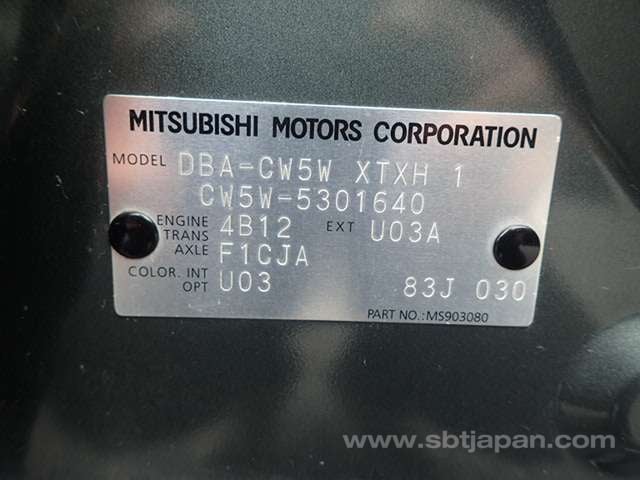 MITSUBISHI MOTORS CORPORATION
MODEL DBA-CW5W XTXH 1
CW5W-5301640
ENGINE 4B12 EXT U03A
TRANS
AXLE F1CJA
COLOR. INT U03
OPT 83J 030
PART NO.:MS903080
www.sbtjapan.com